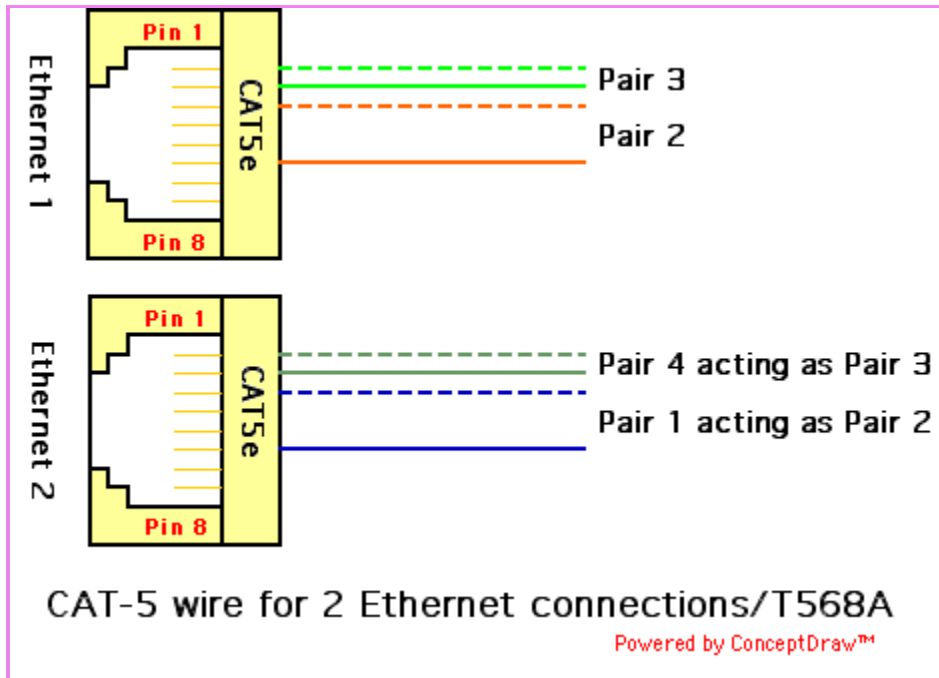 Pin 1
Ethernet 1
CAT5e
Pair 3
Pair 2
Pin 8
Pin 1
Ethernet 2
CAT5e
Pair 4 acting as Pair 3
Pair 1 acting as Pair 2
Pin 8
CAT-5 wire for 2 Ethernet connections/T568A
Powered by ConceptDraw™